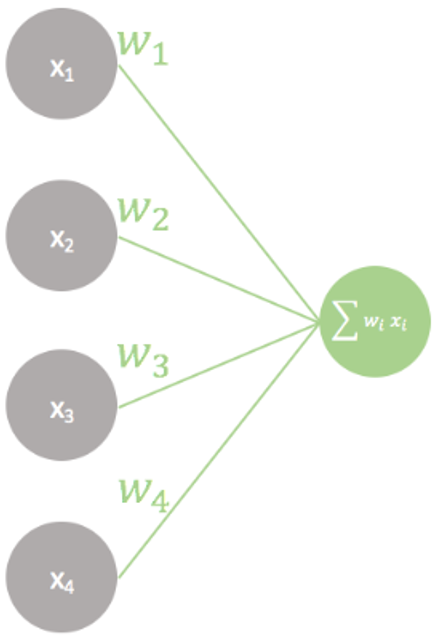 w₁
x₁
w₂
x₂
∑ wᵢ xᵢ
w₃
x₃
w₄
x₄